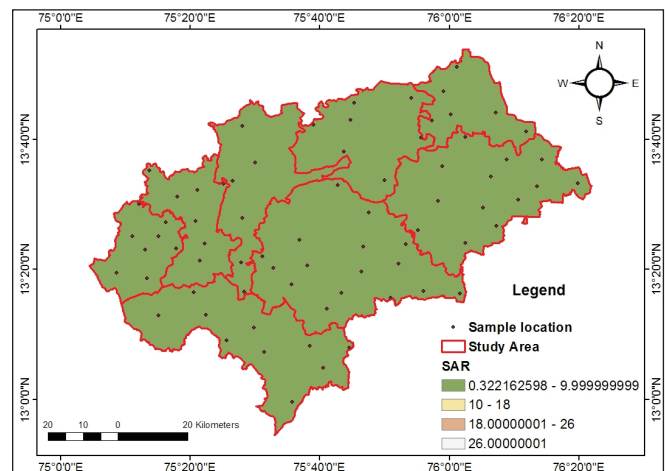 75°0'0"E 75°20'0"E 75°40'0"E 76°0'0"E 76°20'0"E
N
W E
S
13°40'0"N 13°40'0"N
13°20'0"N 13°20'0"N
13°0'0"N 13°0'0"N
Legend
Sample location
Study Area
SAR
0.322162598 - 9.999999999
10 - 18
18.00000001 - 26
26.00000001
20 10 0 20 Kilometers
75°0'0"E 75°20'0"E 75°40'0"E 76°0'0"E 76°20'0"E